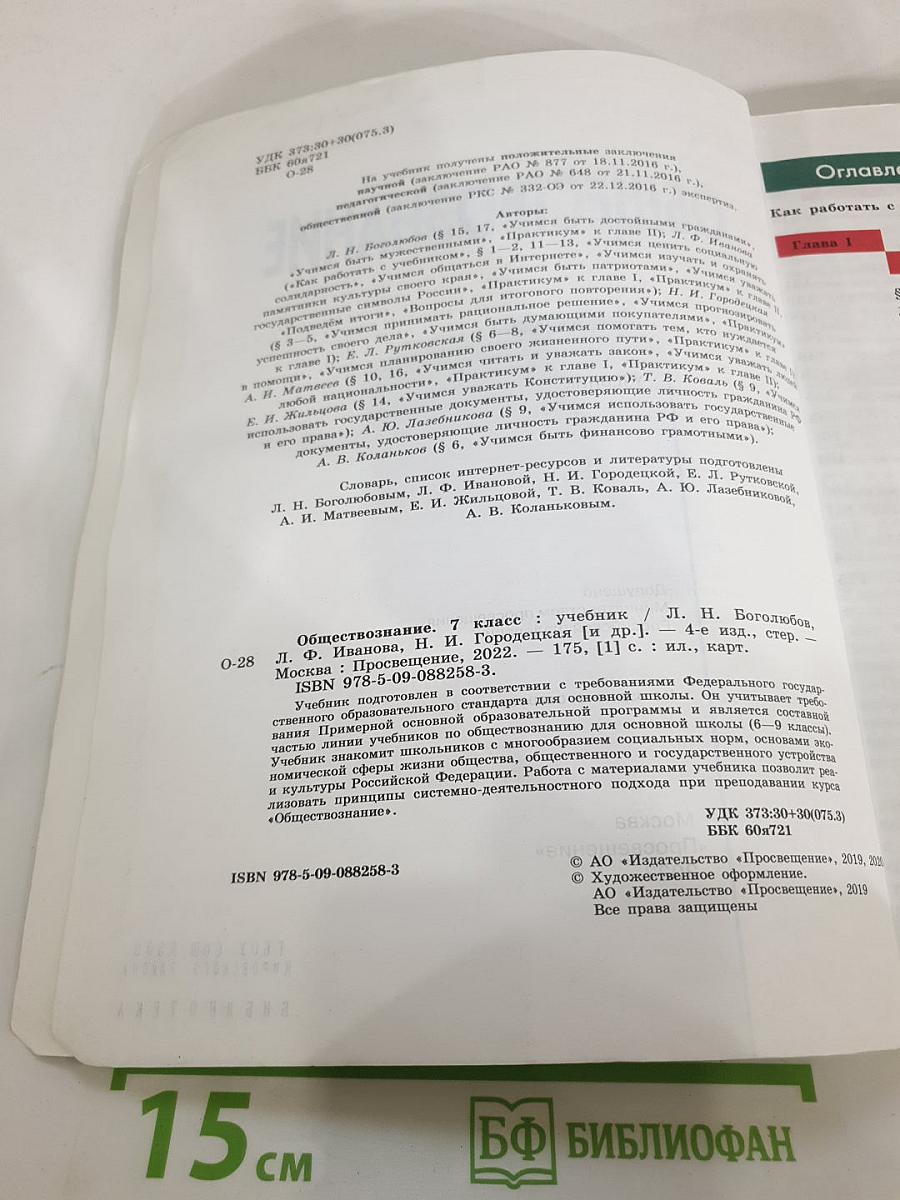 УДК 373:30+30(075.3)
ББК 60я721
О-28
На учебник получены положительные заключения
научной (заключение РАО № 877 от 18.11.2016 г.),
педагогической (заключение РАО № 648 от 21.11.2016 г.),
общественной (заключение РКС № 332-ОЭ от 22.12.2016 г.) экспертиз.
Авторы:
Л. Н. Боголюбов (§ 15, 17, «Учимся быть достойными гражданами»,
«Учимся быть мужественными», «Практикум» к главе II); Л. Ф. Иванова
(«Как работать с учебником», § 1—2, 11—13, «Учимся ценить социальную
солидарность», «Учимся общаться в Интернете», «Учимся изучать и охранять
памятники культуры своего края», «Учимся быть патриотами», «Учимся уважать
государственные символы России», «Практикум» к главе I, «Практикум» к главе II,
«Подведём итоги», «Вопросы для итогового повторения»); Н. И. Городецкая
(§ 3—5, «Учимся принимать рациональное решение», «Учимся прогнозировать
успешность своего дела», «Учимся быть думающими покупателями», «Практикум»
к главе I); Е. Л. Рутковская (§ 6—8, «Учимся помогать тем, кто нуждается
в помощи», «Учимся планированию своего жизненного пути», «Практикум» к главе I);
А. И. Матвеев (§ 10, 16, «Учимся читать и уважать закон», «Учимся уважать людей
любой национальности», «Практикум» к главе I, «Практикум» к главе II);
Е. И. Жильцова (§ 14, «Учимся уважать Конституцию»); Т. В. Коваль (§ 9, «Учимся
использовать государственные документы, удостоверяющие личность гражданина РФ
и его права»); А. Ю. Лазебникова (§ 9, «Учимся использовать государственные
документы, удостоверяющие личность гражданина РФ и его права»);
А. В. Коланьков (§ 6, «Учимся быть финансово грамотными»).
Словарь, список интернет-ресурсов и литературы подготовлены
Л. Н. Боголюбовым, Л. Ф. Ивановой, Н. И. Городецкой, Е. Л. Рутковской,
А. И. Матвеевым, Е. И. Жильцовой, Т. В. Коваль, А. Ю. Лазебниковой,
А. В. Коланьковым.
Обществознание. 7 класс : учебник / Л. Н. Боголюбов,
О-28 Л. Ф. Иванова, Н. И. Городецкая [и др.]. — 4-е изд., стер. —
Москва : Просвещение, 2022. — 175, [1] с. : ил., карт.
ISBN 978-5-09-088258-3.
Учебник подготовлен в соответствии с требованиями Федерального государ-
ственного образовательного стандарта для основной школы. Он учитывает требо-
вания Примерной основной образовательной программы и является составной
частью линии учебников по обществознанию для основной школы (6—9 классы).
Учебник знакомит школьников с многообразием социальных норм, основами эко-
номической сферы жизни общества, общественного и государственного устройства
и культуры Российской Федерации. Работа с материалами учебника позволит реа-
лизовать принципы системно-деятельностного подхода при преподавании курса
«Обществознание».
УДК 373:30+30(075.3)
ББК 60я721
ISBN 978-5-09-088258-3
© АО «Издательство «Просвещение», 2019, 2020
© Художественное оформление.
АО «Издательство «Просвещение», 2019
Все права защищены
Оглавле
Как работать с
Глава I
§
15 см
БФ БИБЛИОФАН